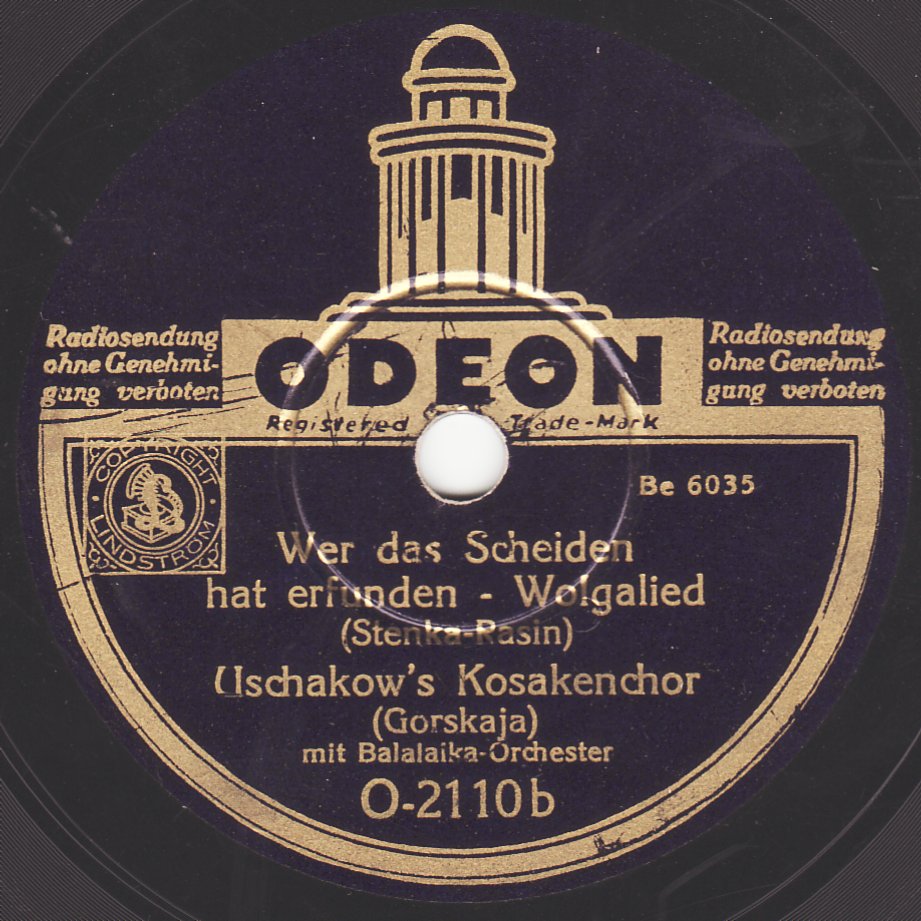 Radiosendung
ohne Genehmi-
gung verboten
ODEON
Registered Trade-Mark
Radiosendung
ohne Genehmi-
gung verboten
COPYRIGHT
LINDSTRÖM
Be 6035
Wer das Scheiden
hat erfunden - Wolgalied
(Stenka-Rasin)
Uschakow's Kosakenchor
(Gorskaja)
mit Balalaika-Orchester
O-2110b